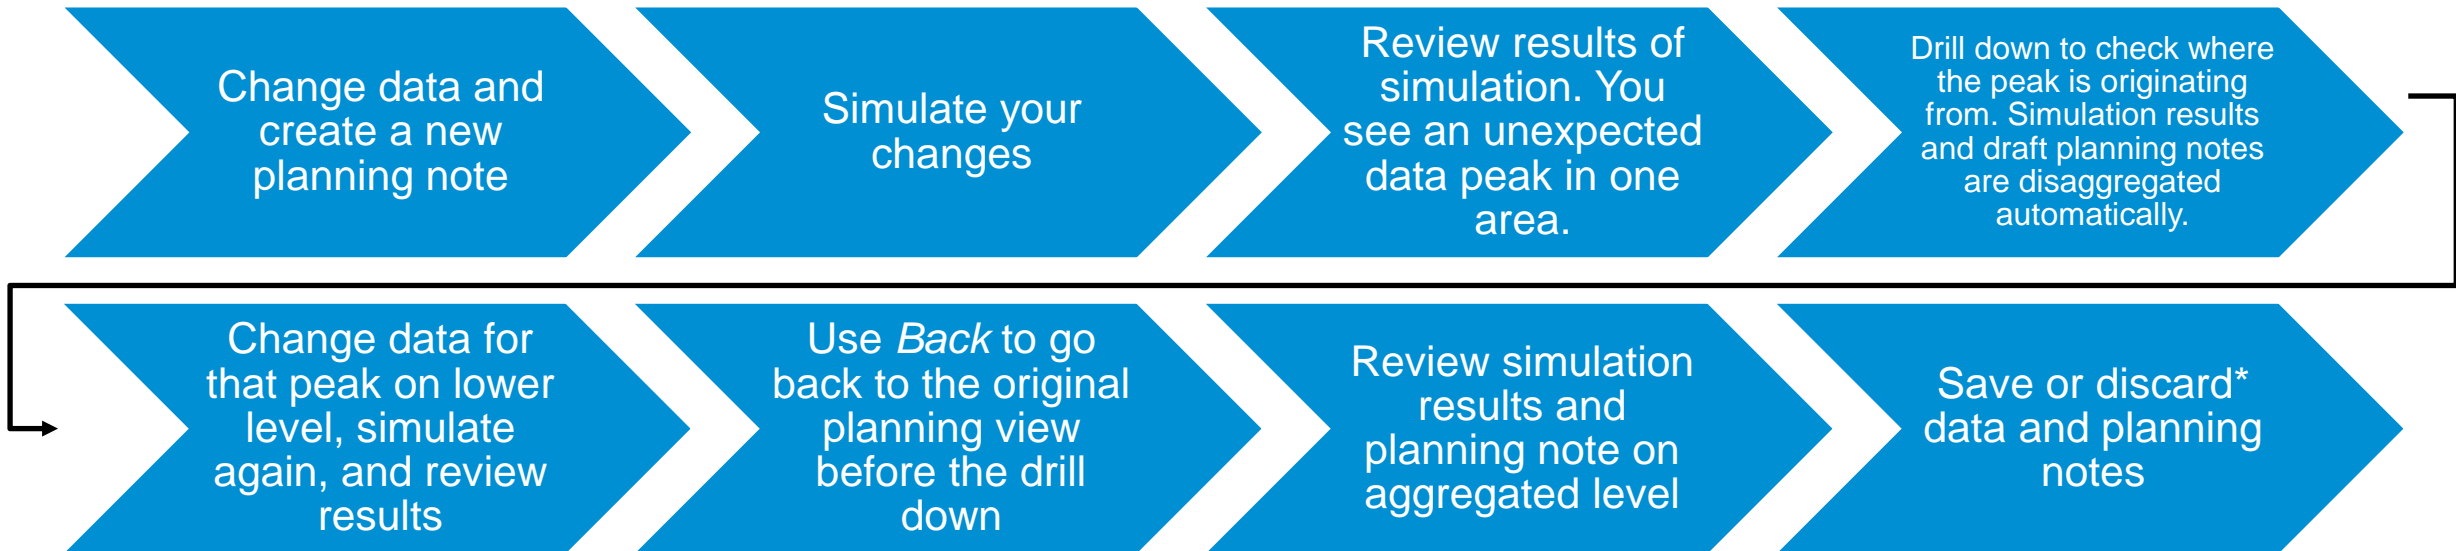 Change data and
create a new
planning note
Simulate your
changes
Review results of
simulation. You
see an unexpected
data peak in one
area.
Drill down to check where
the peak is originating
from. Simulation results
and draft planning notes
are disaggregated
automatically.
Change data for
that peak on lower
level, simulate
again, and review
results
Use Back to go
back to the original
planning view
before the drill
down
Review simulation
results and
planning note on
aggregated level
Save or discard*
data and planning
notes